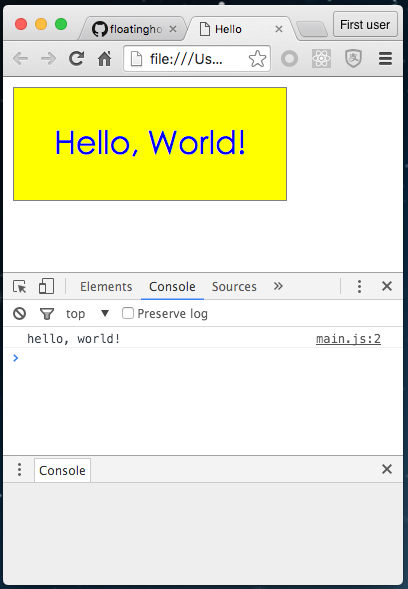 floatingho
Hello
First user
file:///Us...
Hello, World!
Elements Console Sources »
top Preserve log
hello, world! main.js:2
>
Console